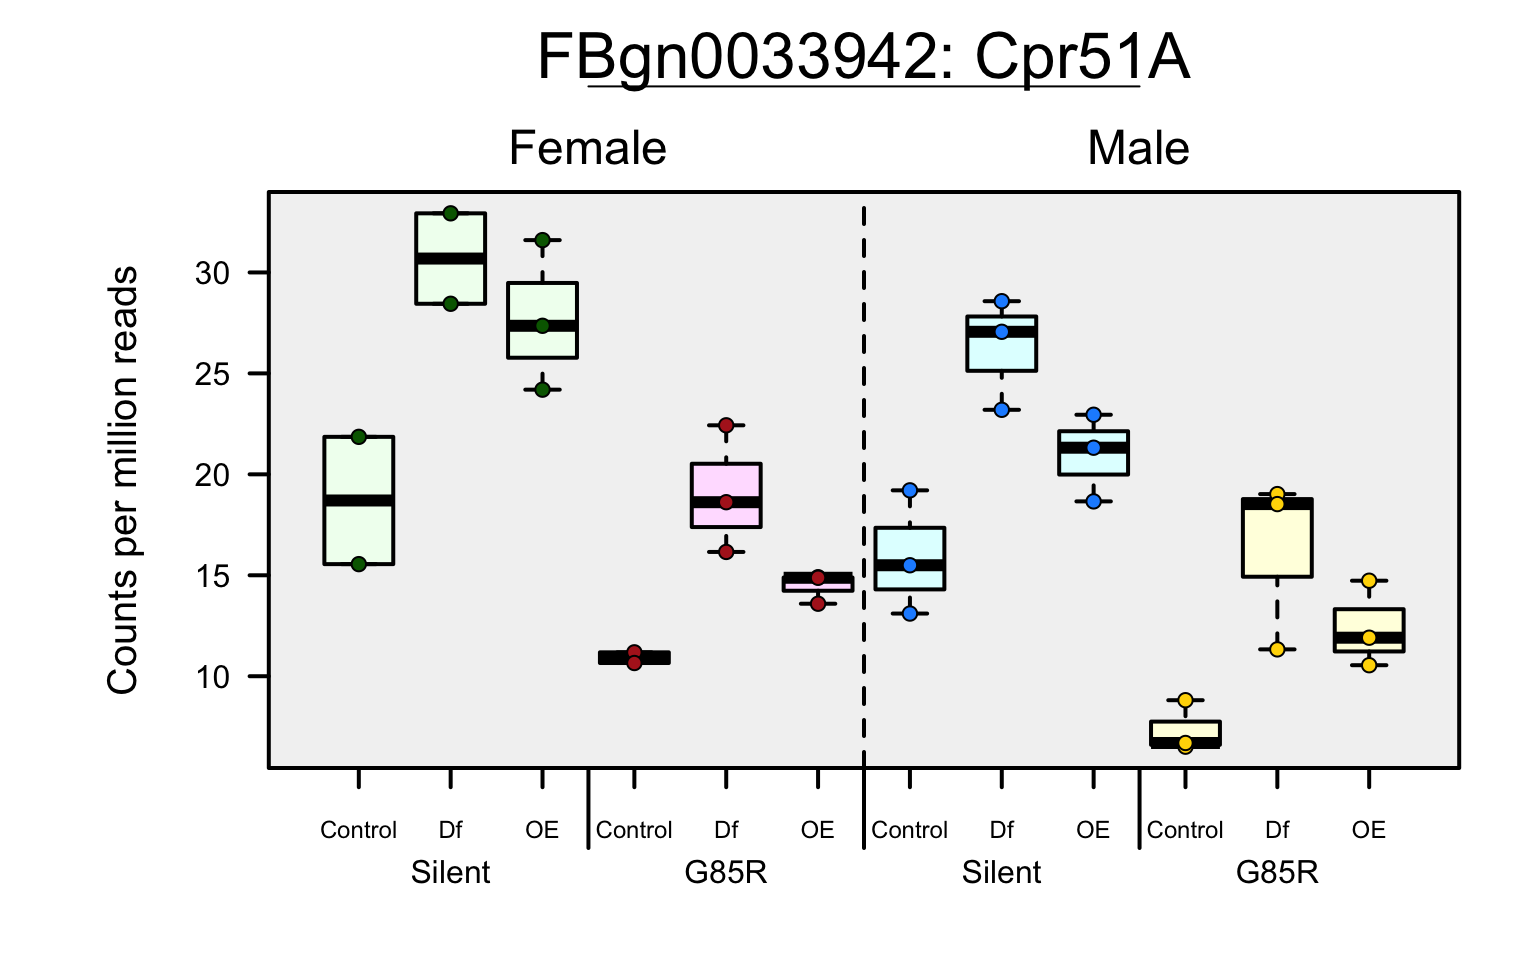 FBgn0033942: Cpr51A
Female Male
Counts per million reads
30
25
20
15
10
Control Df OE Control Df OE Control Df OE Control Df OE
Silent G85R Silent G85R